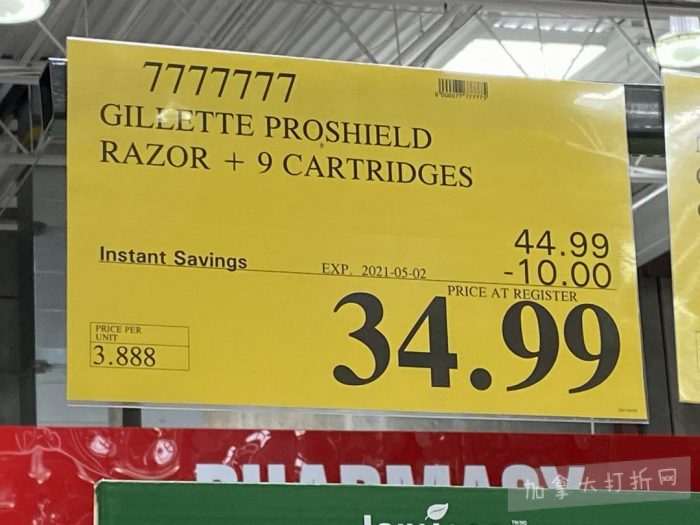 7777777
GILLETTE PROSHIELD
RAZOR + 9 CARTRIDGES
44.99
Instant Savings EXP. 2021-05-02 -10.00
PRICE AT REGISTER
34.99
PRICE PER
UNIT
3.888
PHARMACY
加拿大打折网